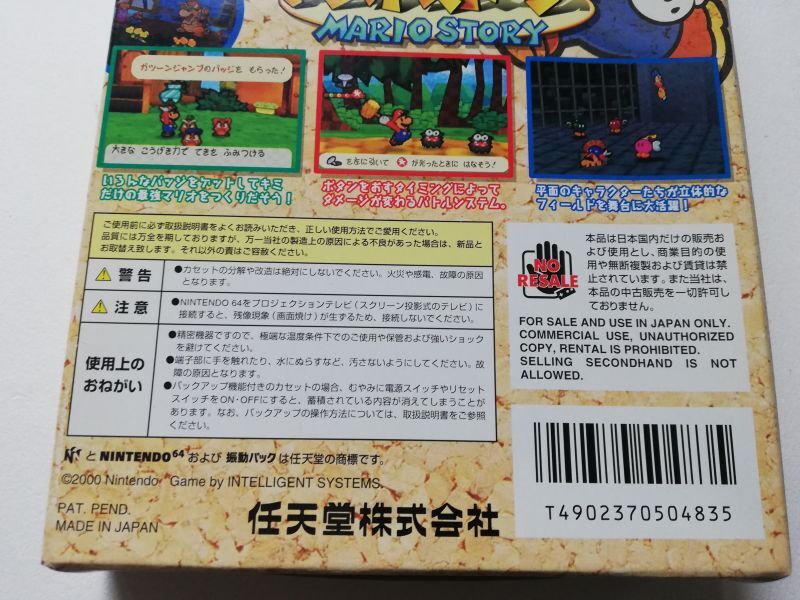 MARIO STORY
ガツーンジャンプのバッジを もらった!
大きな こうげき力で てきを ふみつける
を左に引いて が光ったときに はなそう!
いろんなバッジをゲットしてキミ
だけの最強マリオをつくりだそう!
ボタンをおすタイミングによって
ダメージが変わるバトルシステム。
平面のキャラクターたちが立体的な
フィールドを舞台に大活躍!
ご使用前に必ず取扱説明書をよくお読みいただき、正しい使用方法でご愛用ください。
品質には万全を期しておりますが、万一当社の製造上の原因による不良があった場合は、新品と
お取替え致します。それ以外の責はご容赦ください。
警告
●カセットの分解や改造は絶対にしないでください。火災や感電、故障の原因
となります。
注意
●NINTENDO 64をプロジェクションテレビ(スクリーン投影式のテレビ)に
接続すると、残像現象(画面焼け)が生ずるため、接続しないでください。
使用上の
おねがい
●精密機器ですので、極端な温度条件下でのご使用や保管および強いショック
を避けてください。
●端子部に手を触れたり、水にぬらすなど、汚さないようにしてください。故
障の原因となります。
●バックアップ機能付きのカセットの場合、むやみに電源スイッチやリセット
スイッチをON・OFFにすると、蓄積されている内容が消えてしまうことが
あります。なお、バックアップの操作方法については、取扱説明書をご参照
ください。
NO
RESALE
本品は日本国内だけの販売お
よび使用とし、商業目的の使
用や無断複製および賃貸は禁
止されています。また当社は、
本品の中古販売を一切許可し
ておりません。
FOR SALE AND USE IN JAPAN ONLY.
COMMERCIAL USE, UNAUTHORIZED
COPY, RENTAL IS PROHIBITED.
SELLING SECONDHAND IS NOT
ALLOWED.
と NINTENDO64 および 振動パック は任天堂の商標です。
©2000 Nintendo Game by INTELLIGENT SYSTEMS.
PAT. PEND.
MADE IN JAPAN
任天堂株式会社
T4902370504835